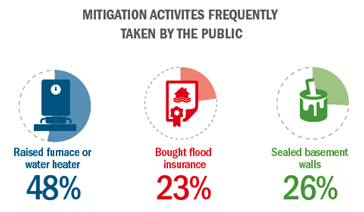 MITIGATION ACTIVITES FREQUENTLY
TAKEN BY THE PUBLIC
Raised furnace or
water heater
48%
Bought flood
insurance
23%
Sealed basement
walls
26%